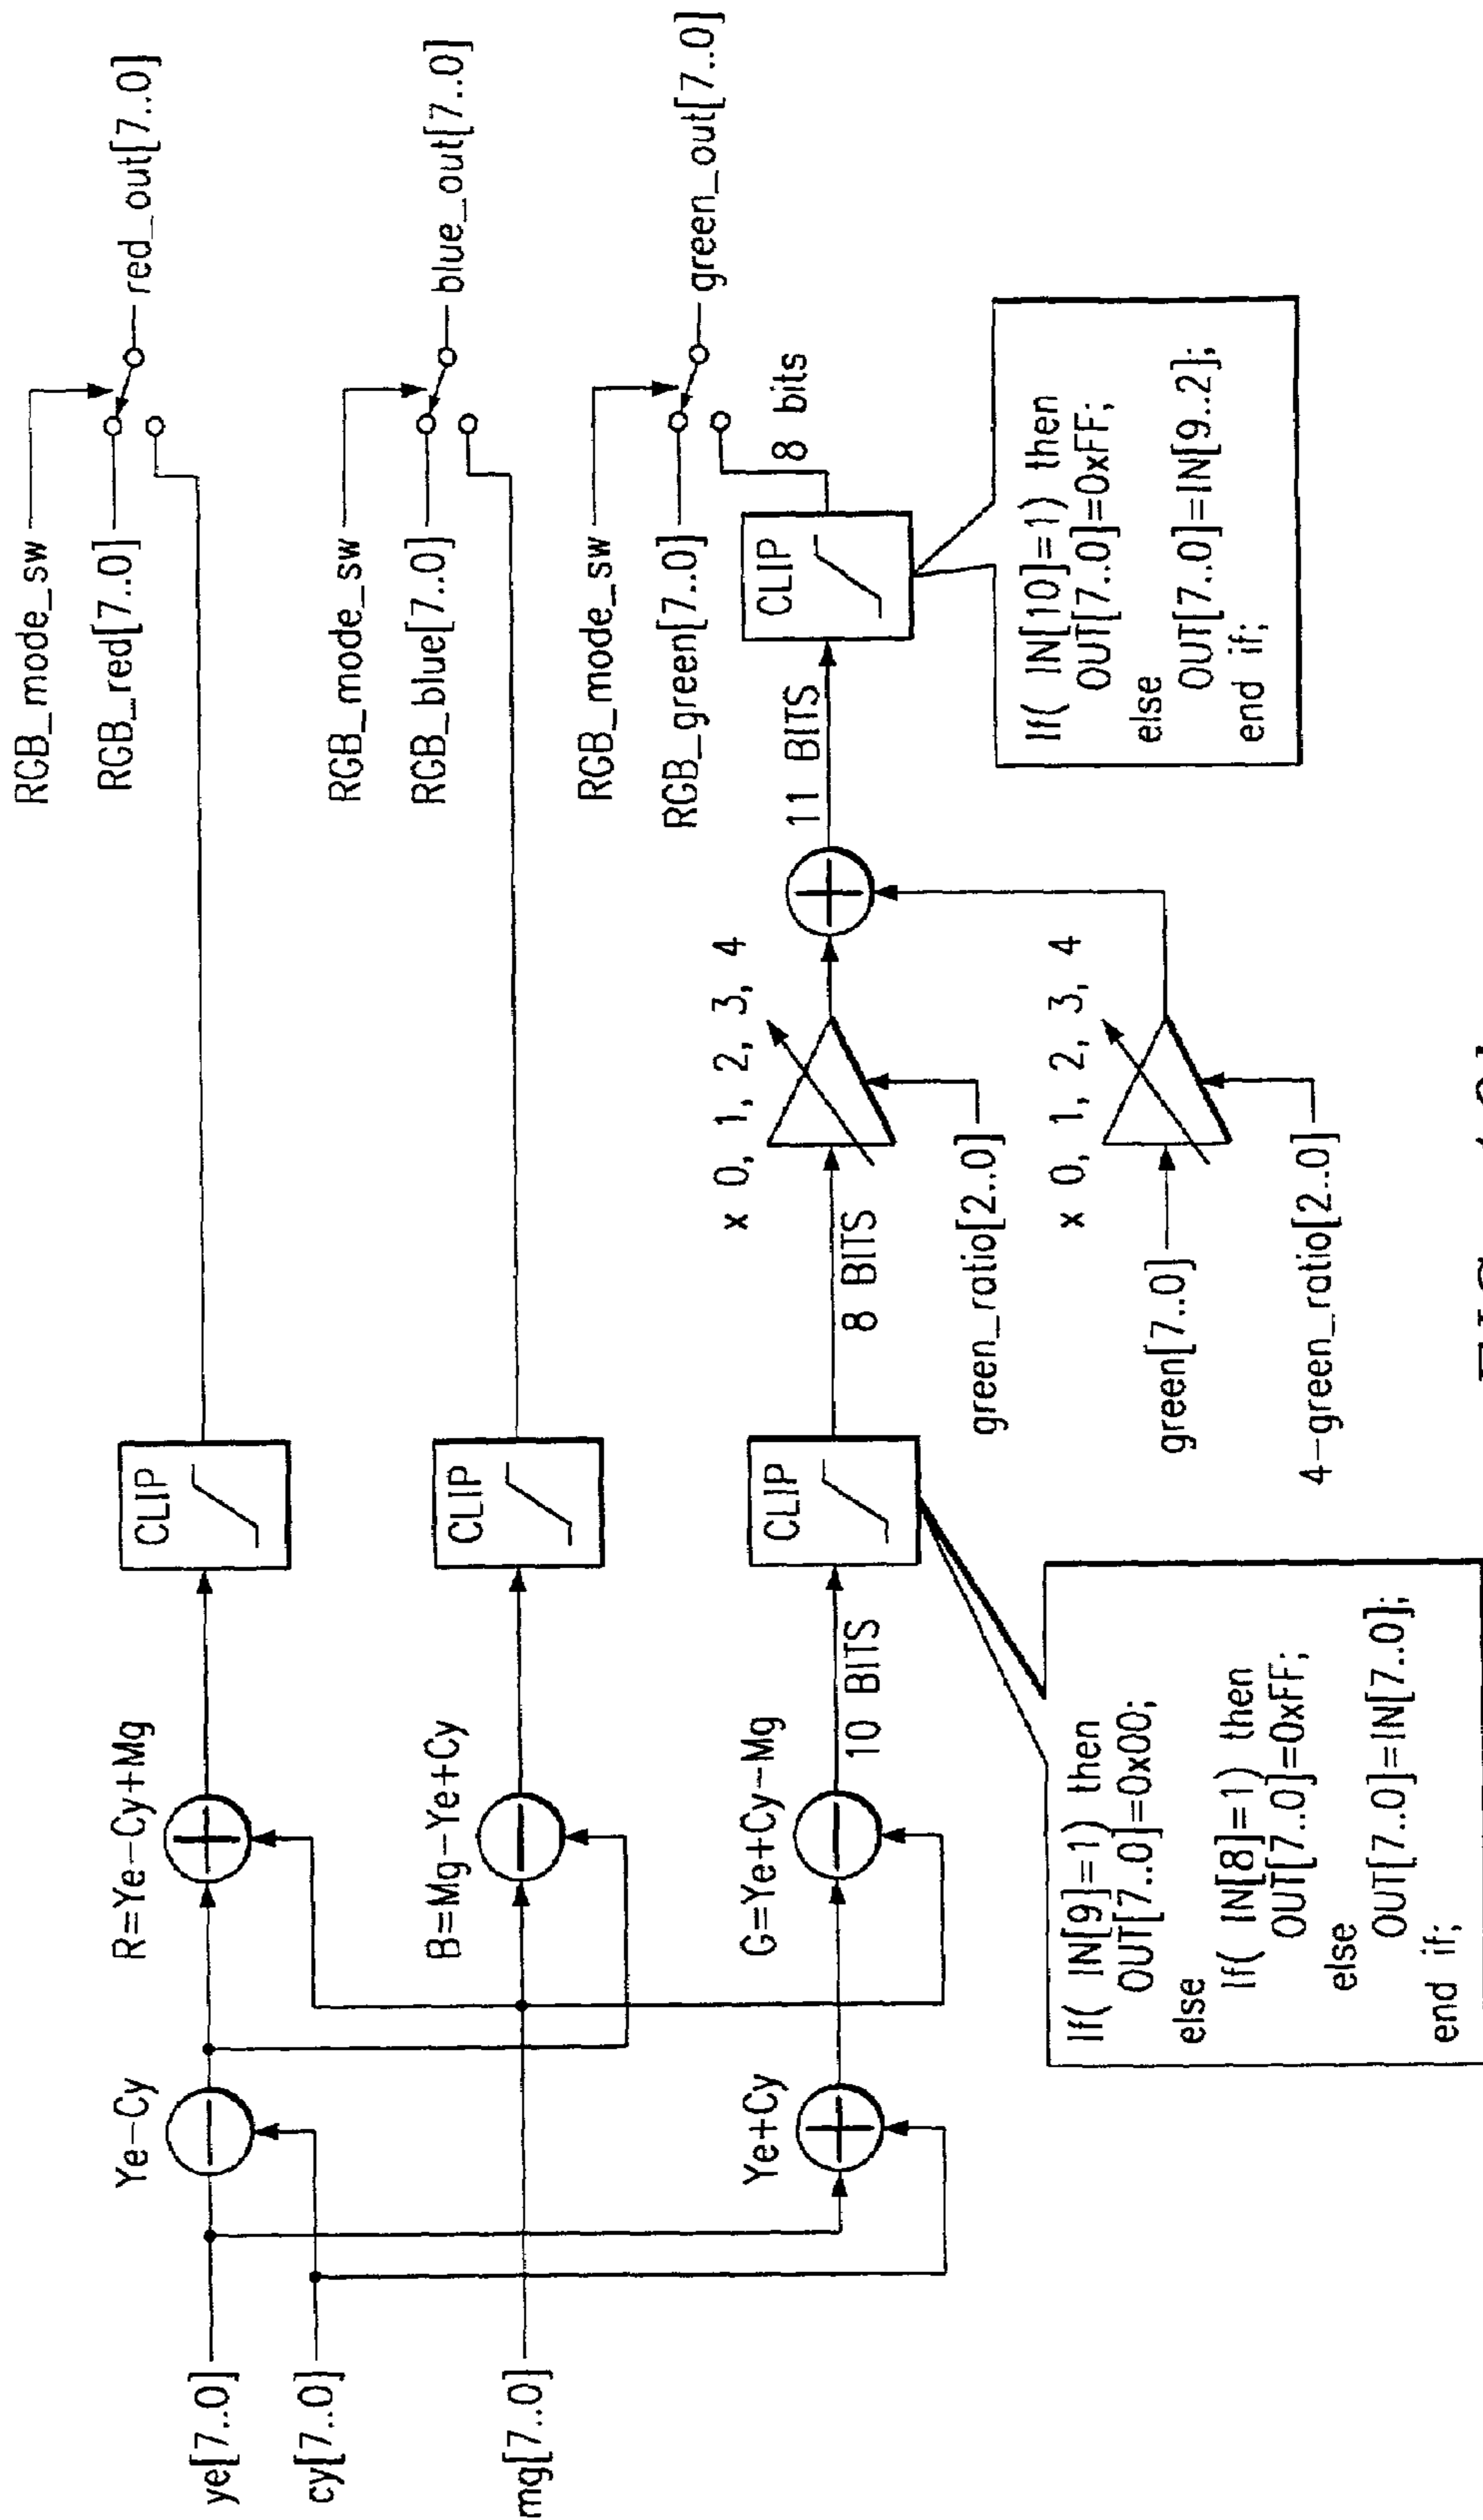 RGB_mode_sw
RGB_red[7..0]
red_out[7..0]
RGB_mode_sw
RGB_blue[7..0]
blue_out[7..0]
RGB_mode_sw
RGB_green[7..0]
green_out[7..0]
ye[7..0]
cy[7..0]
mg[7..0]
Ye-Cy
R=Ye-Cy+Mg
CLIP
B=Mg-Ye+Cy
CLIP
Ye+Cy
G=Ye+Cy-Mg
10 BITS
CLIP
8 BITS
x 0, 1, 2, 3, 4
green_ratio[2..0]
green[7..0]
x 0, 1, 2, 3, 4
4-green_ratio[2..0]
11 BITS
CLIP
8 bits
If( IN[9]=1) then
OUT[7..0]=0x00;
else
If( IN[8]=1) then
OUT[7..0]=0xFF;
else
OUT[7..0]=IN[7..0];
end if;
If( IN[10]=1) then
OUT[7..0]=0xFF;
else
OUT[7..0]=IN[9..2];
end if;